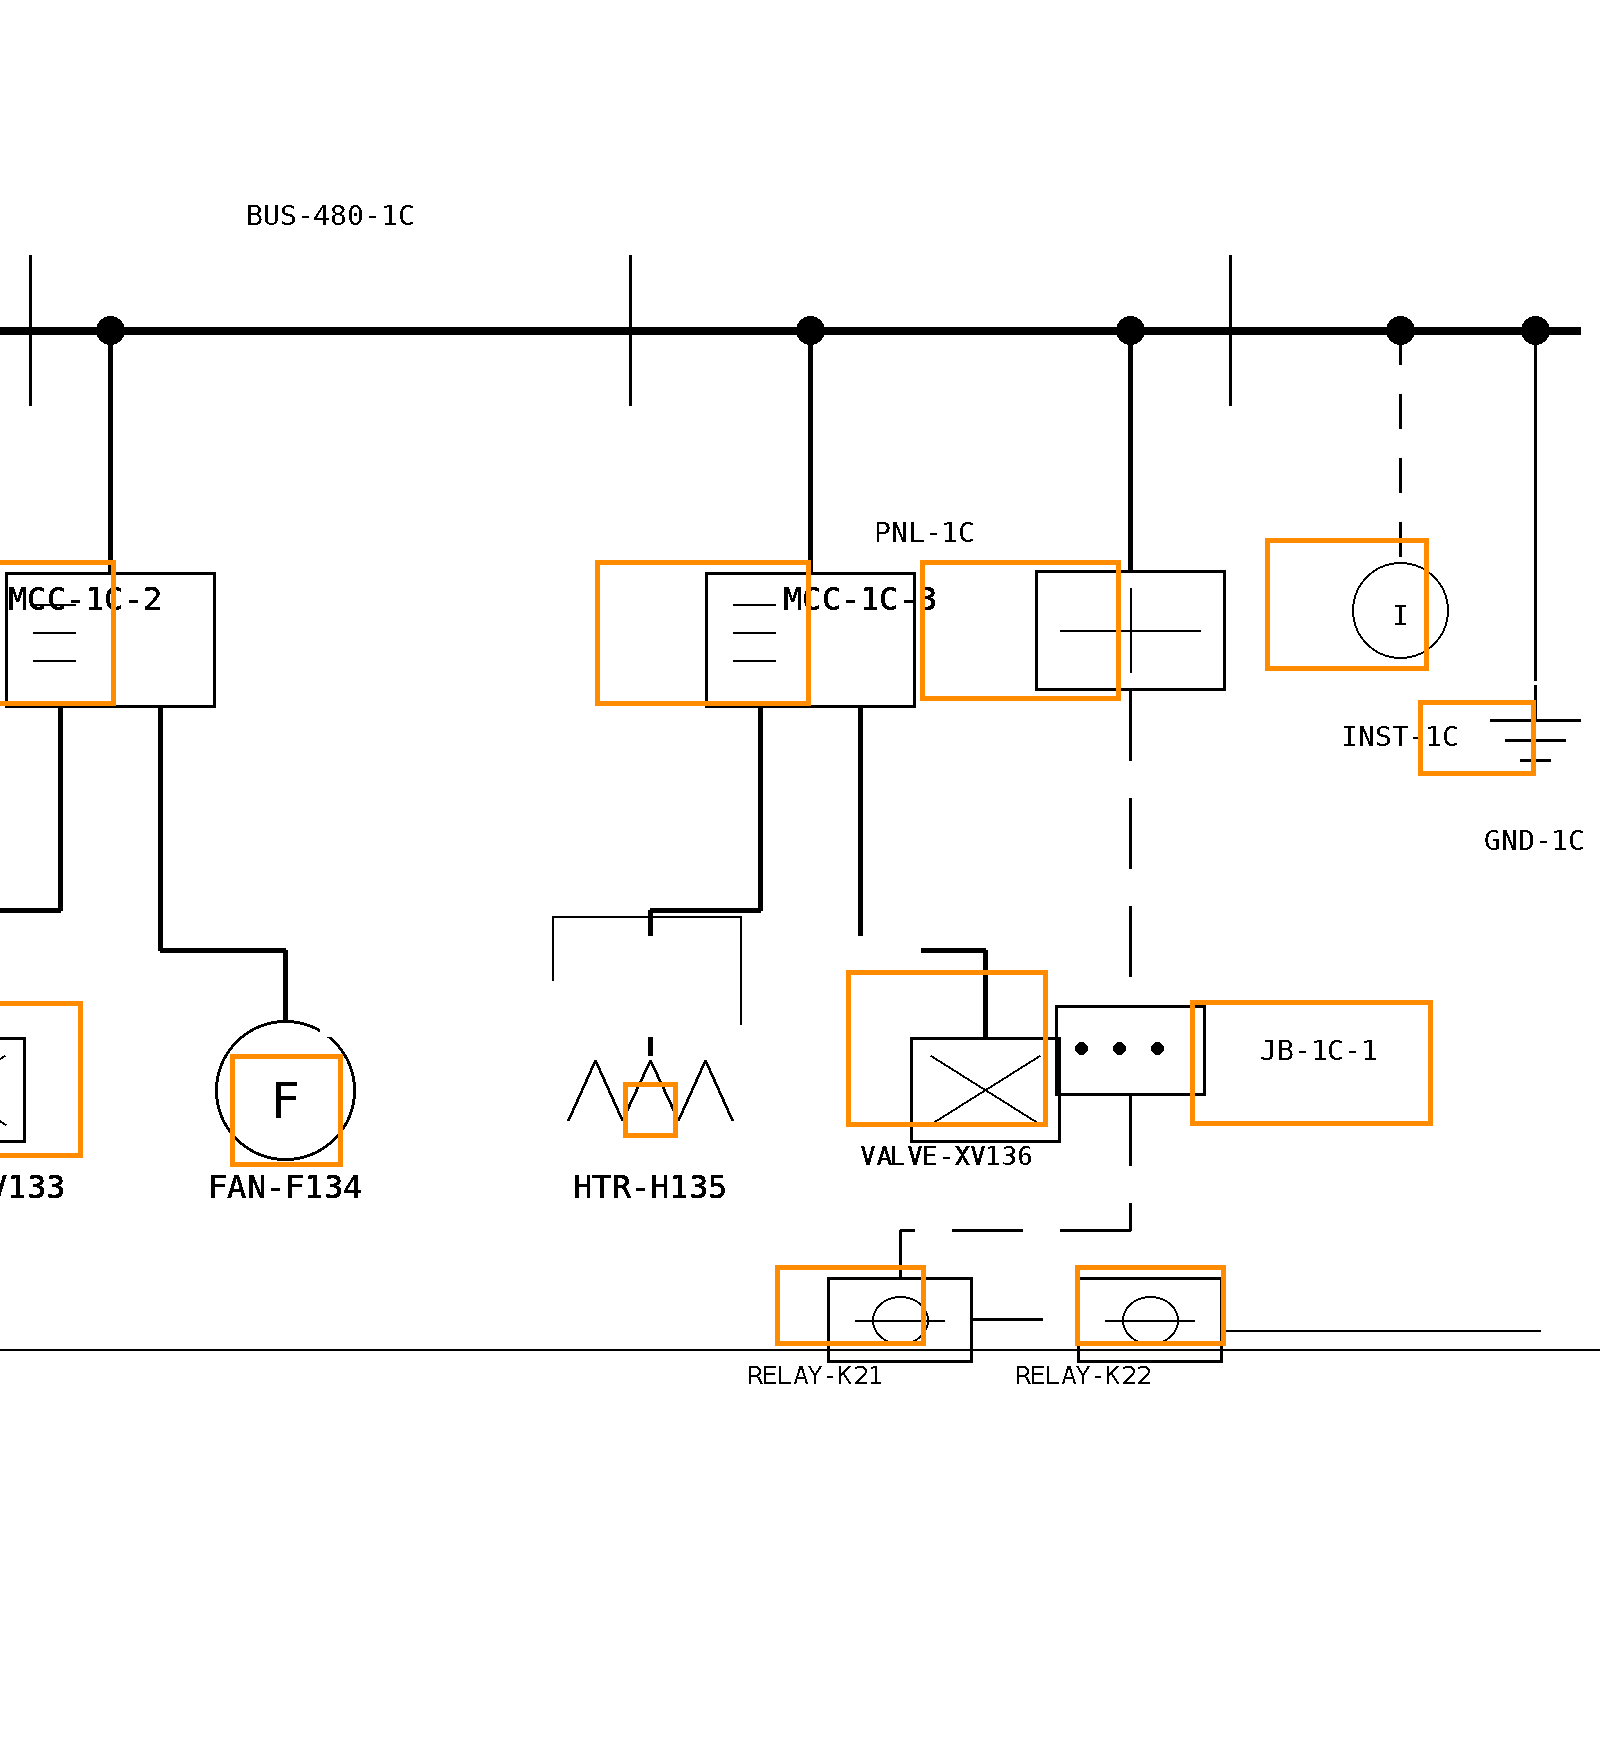 BUS-480-1C
PNL-1C
MCC-1C-2
MCC-1C-3
I
INST-1C
GND-1C
JB-1C-1
F
VALVE-XV136
V133
FAN-F134
HTR-H135
RELAY-K21
RELAY-K22